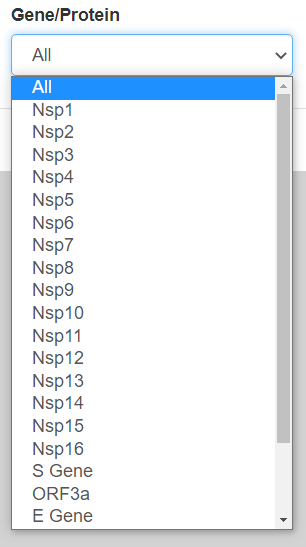 Gene/Protein
All
All
Nsp1
Nsp2
Nsp3
Nsp4
Nsp5
Nsp6
Nsp7
Nsp8
Nsp9
Nsp10
Nsp11
Nsp12
Nsp13
Nsp14
Nsp15
Nsp16
S Gene
ORF3a
E Gene